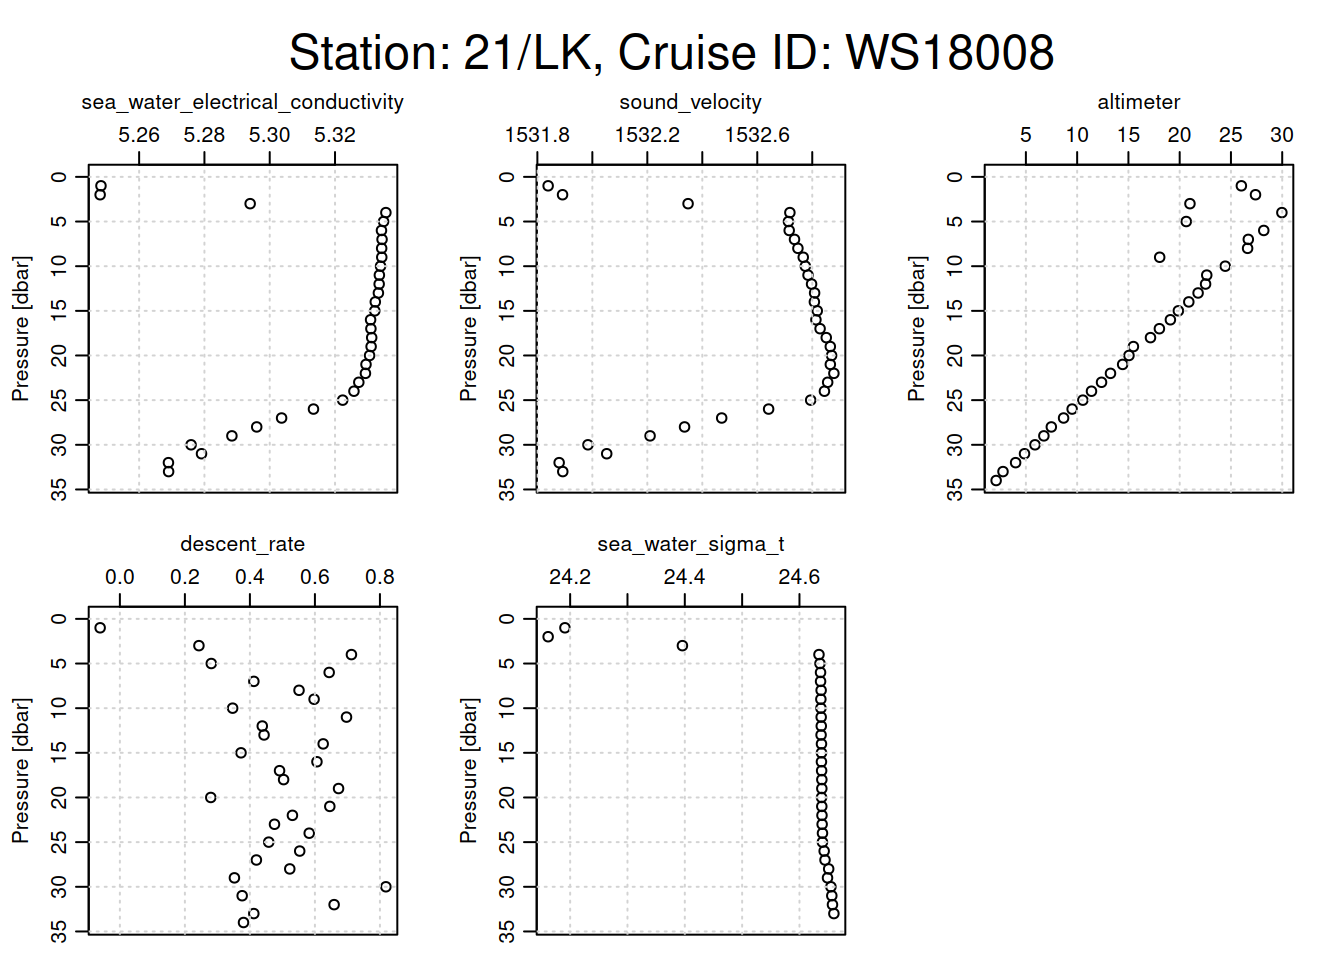 Station: 21/LK, Cruise ID: WS18008
sea_water_electrical_conductivity
5.26 5.28 5.30 5.32
Pressure [dbar]
0 5 10 15 20 25 30 35
sound_velocity
1531.8 1532.2 1532.6
Pressure [dbar]
0 5 10 15 20 25 30 35
altimeter
5 10 15 20 25 30
Pressure [dbar]
0 5 10 15 20 25 30 35
descent_rate
0.0 0.2 0.4 0.6 0.8
Pressure [dbar]
0 5 10 15 20 25 30 35
sea_water_sigma_t
24.2 24.4 24.6
Pressure [dbar]
0 5 10 15 20 25 30 35